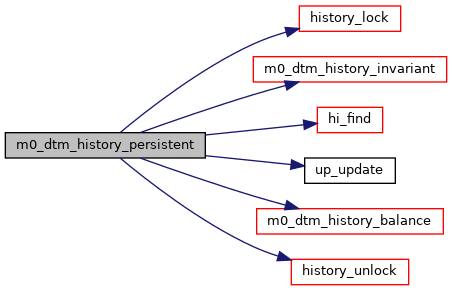 history_lock
m0_dtm_history_invariant
hi_find
m0_dtm_history_persistent
up_update
m0_dtm_history_balance
history_unlock